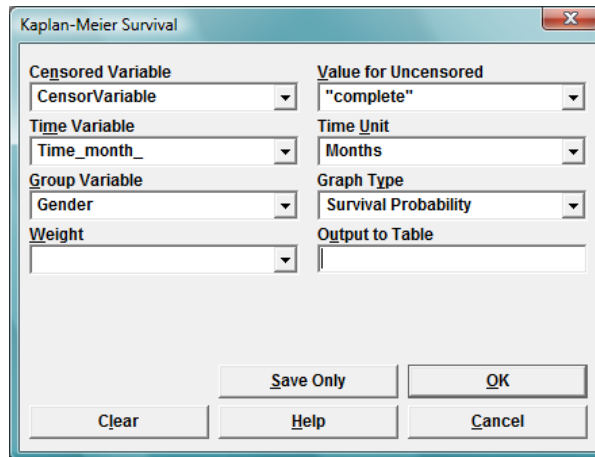 Kaplan-Meier Survival
Censored Variable
Value for Uncensored
CensorVariable
"complete"
Time Variable
Time Unit
Time_month_
Months
Group Variable
Graph Type
Gender
Survival Probability
Weight
Output to Table
Save Only
OK
Clear
Help
Cancel